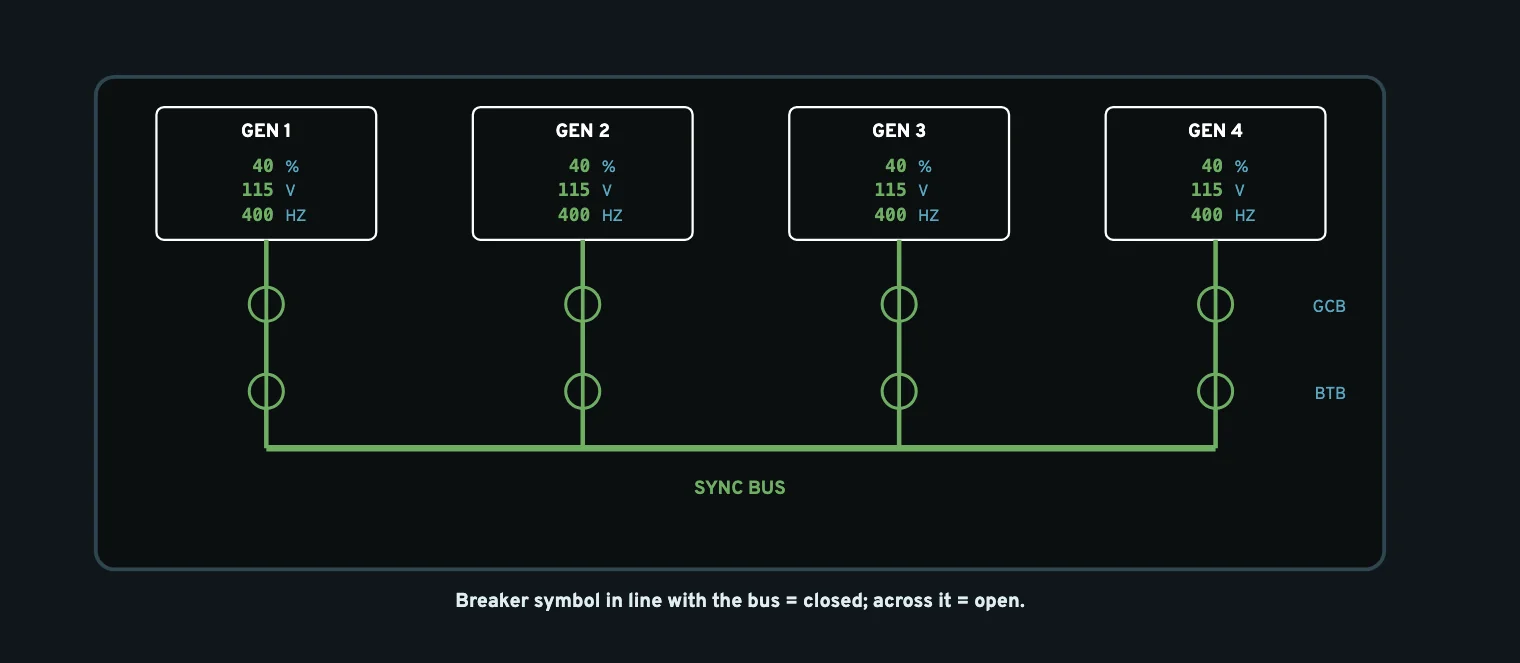 GEN 1
40 %
115 V
400 HZ
GEN 2
40 %
115 V
400 HZ
GEN 3
40 %
115 V
400 HZ
GEN 4
40 %
115 V
400 HZ
GCB
BTB
SYNC BUS
Breaker symbol in line with the bus = closed; across it = open.